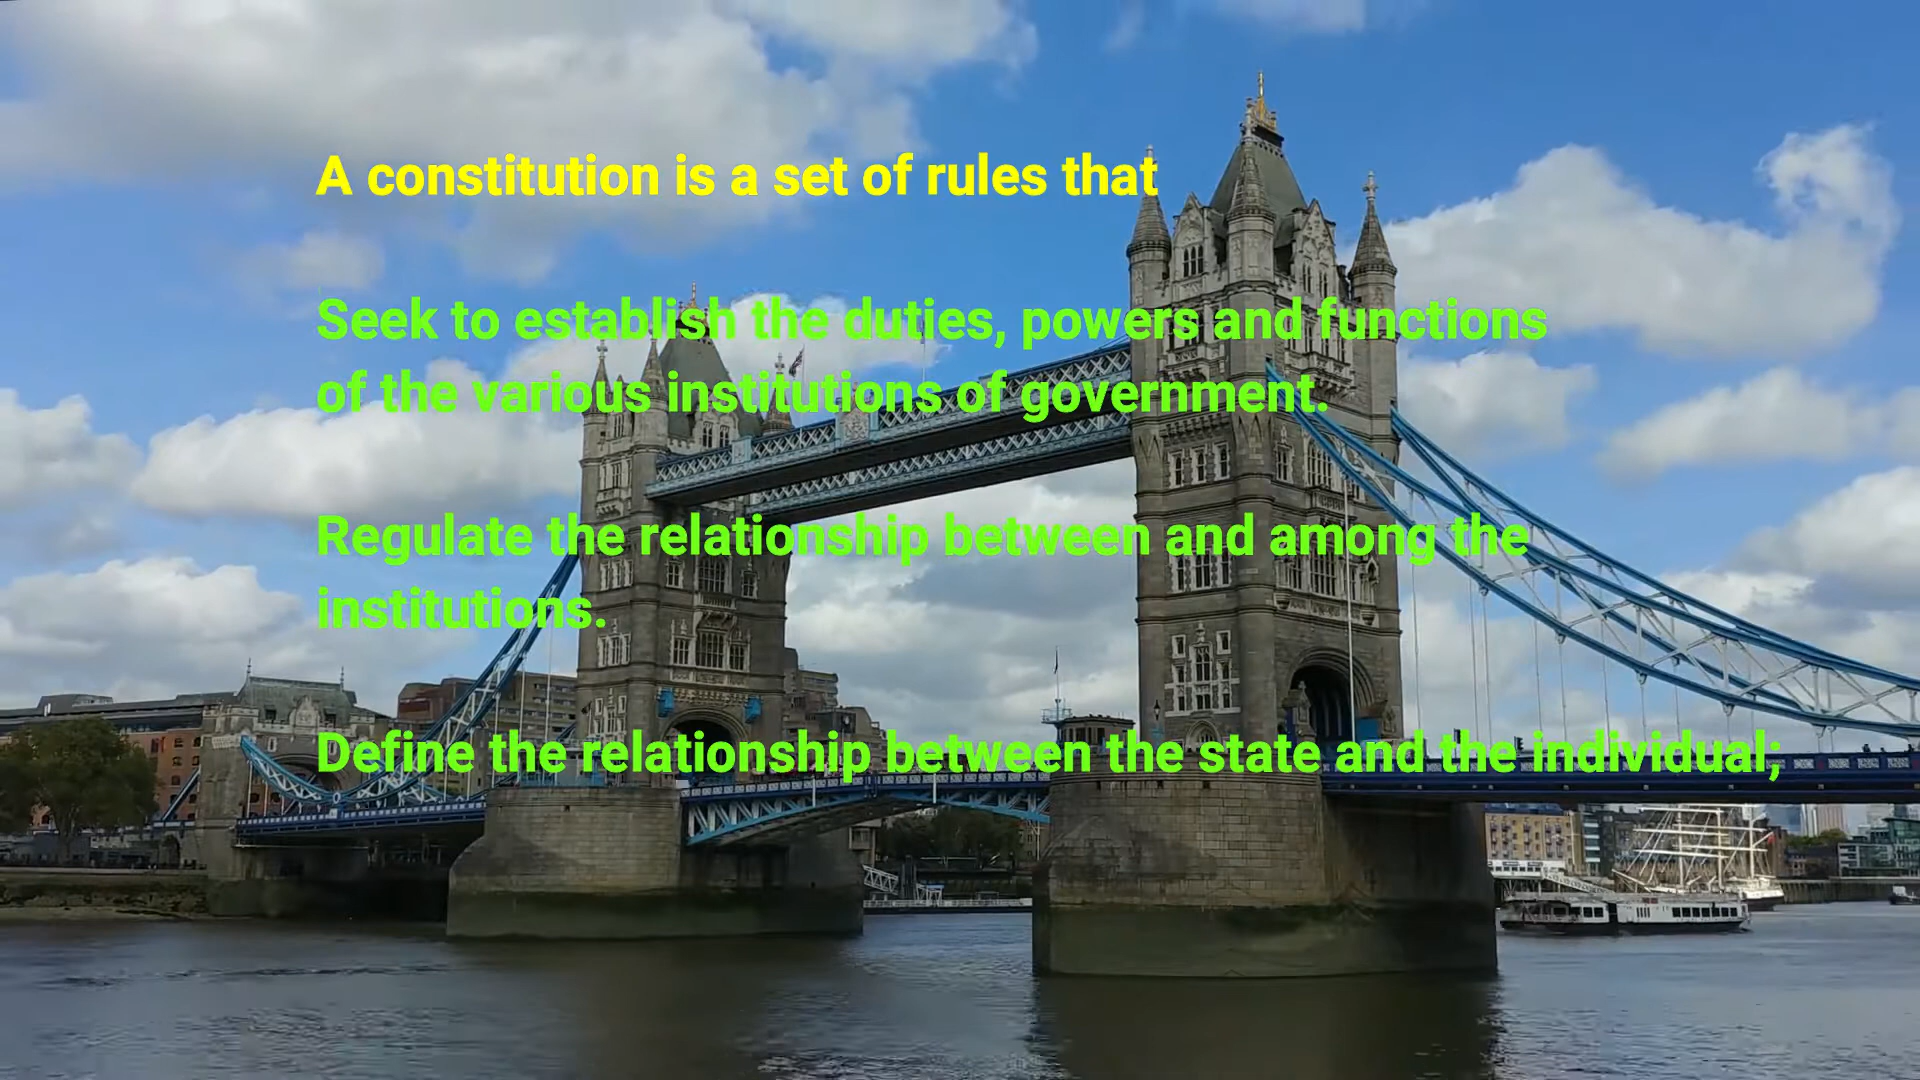 A constitution is a set of rules that
Seek to establish the duties, powers and functions
of the various institutions of government.
Regulate the relationship between and among the
institutions.
Define the relationship between the state and the individual;